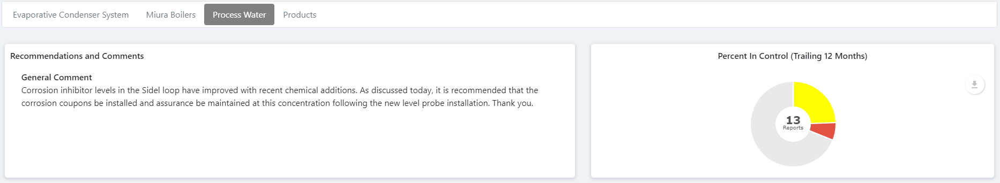 Evaporative Condenser System Miura Boilers Process Water Products
Recommendations and Comments
General Comment
Corrosion inhibitor levels in the Sidel loop have improved with recent chemical additions. As discussed today, it is recommended that the
corrosion coupons be installed and assurance be maintained at this concentration following the new level probe installation. Thank you.
Percent In Control (Trailing 12 Months)
13
Reports